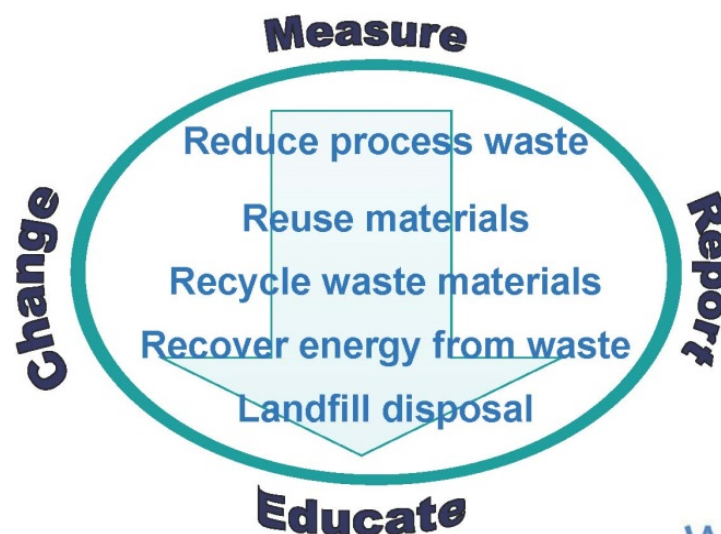 Measure
Reduce process waste
Reuse materials
Recycle waste materials
Recover energy from waste
Landfill disposal
Change
Report
Educate